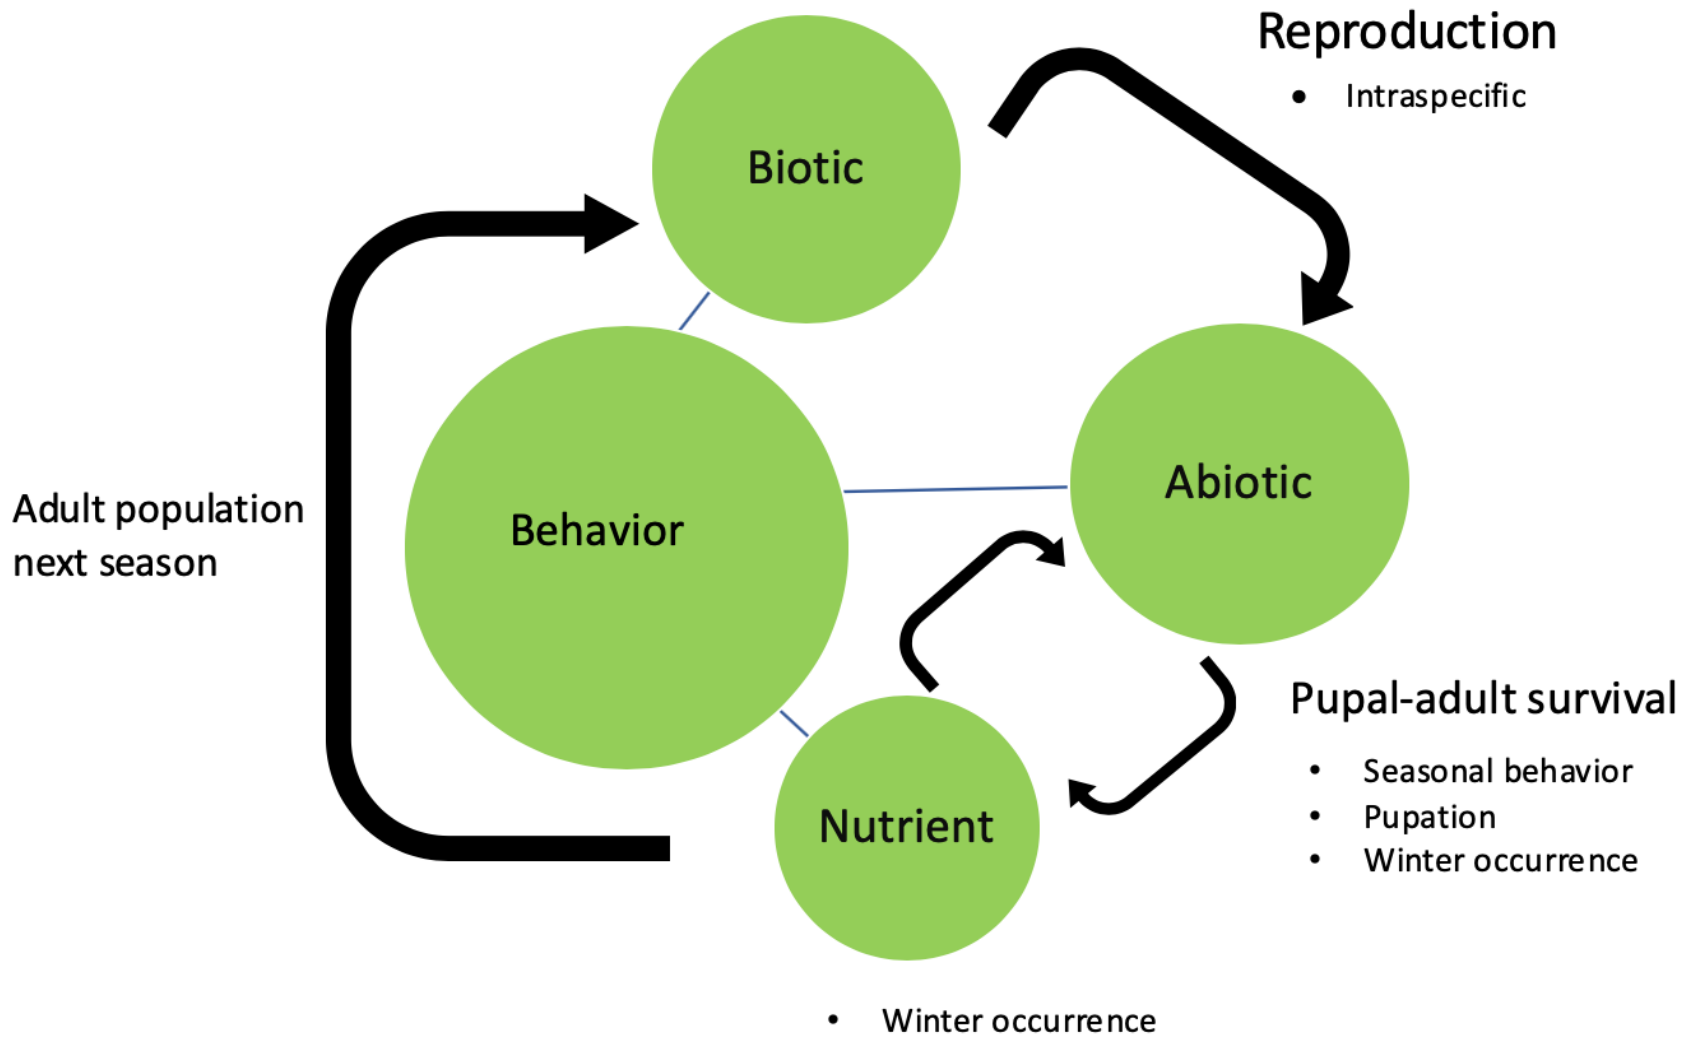 Reproduction
• Intraspecific
Biotic
Abiotic
Adult population
next season
Behavior
Pupal-adult survival
• Seasonal behavior
• Pupation
• Winter occurrence
Nutrient
• Winter occurrence